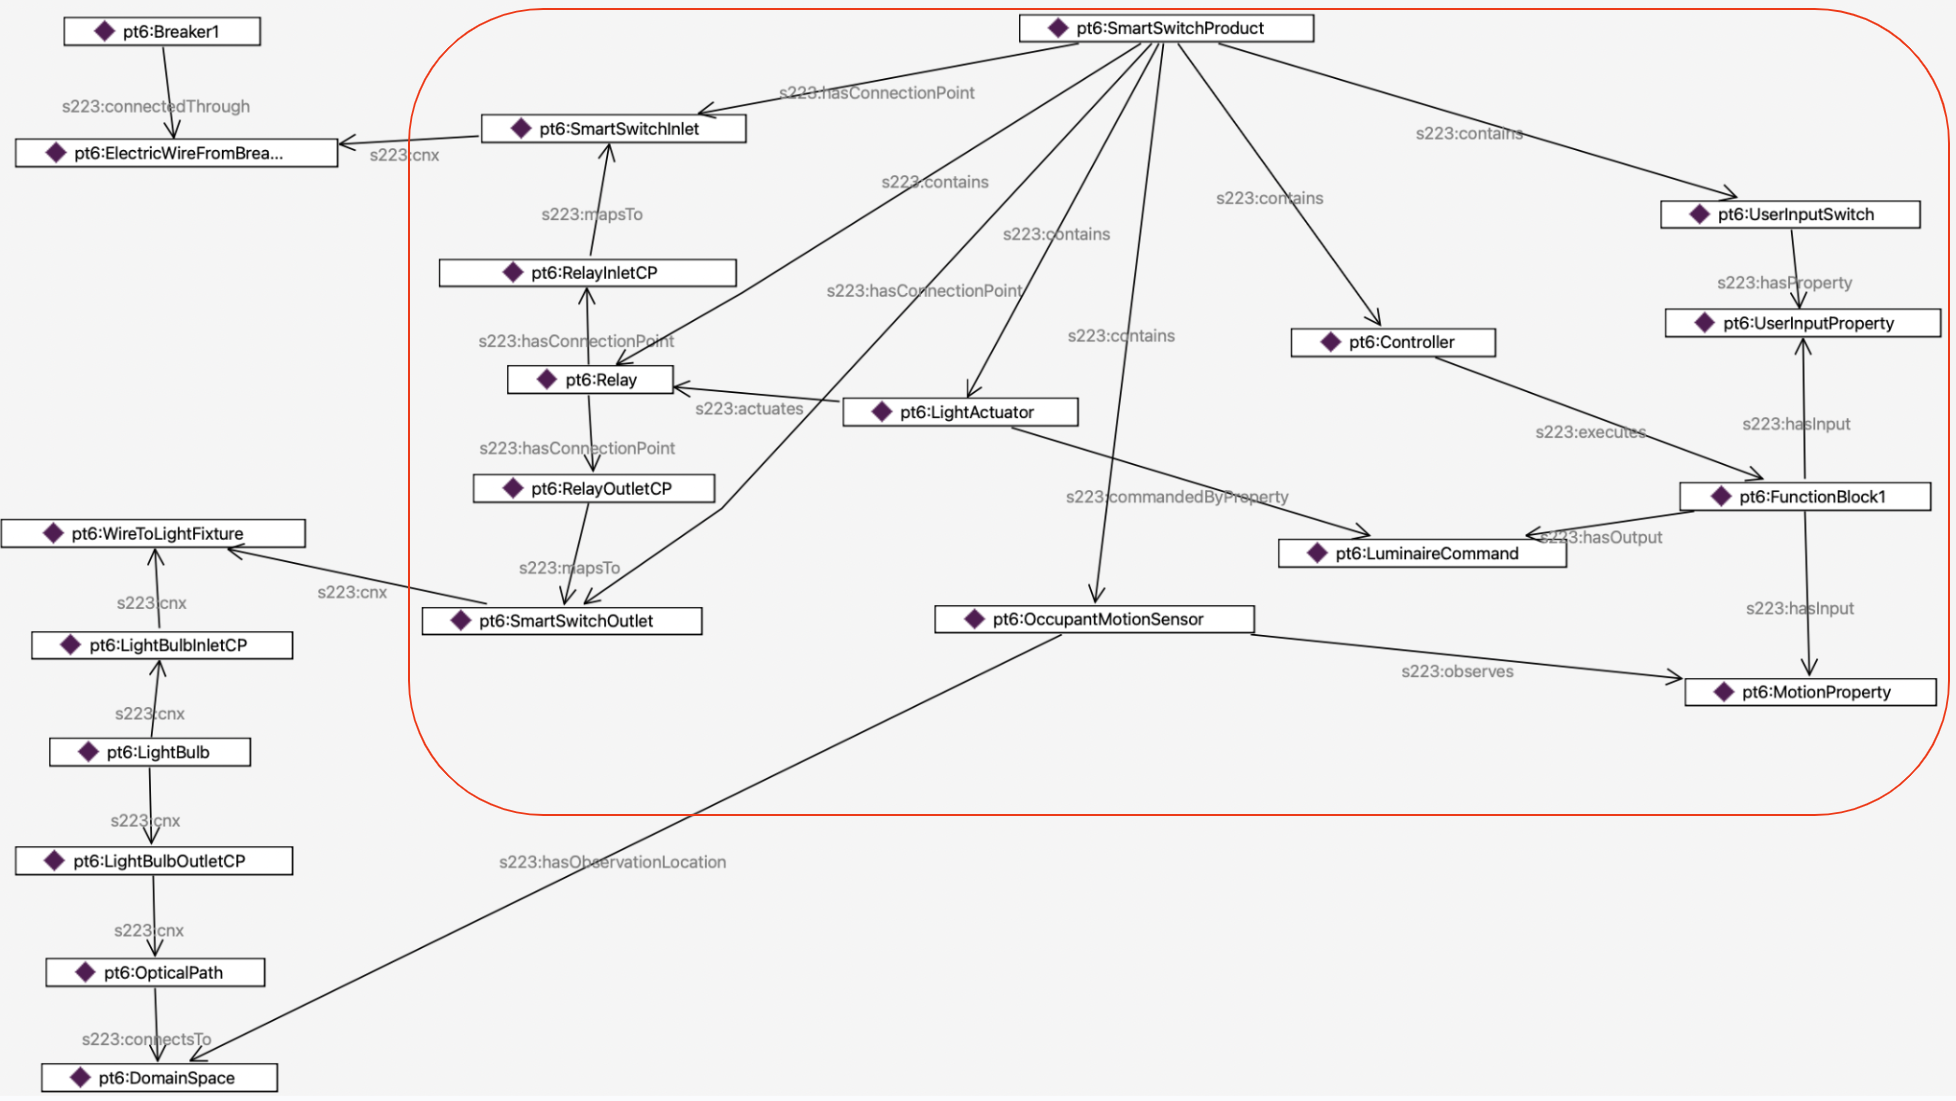 pt6:Breaker1
pt6:SmartSwitchProduct
s223:hasConnectionPoint
s223:connectedThrough
pt6:SmartSwitchInlet
s223:contains
pt6:ElectricWireFromBrea...
s223:cnx
s223:contains
s223:contains
s223:mapsTo
pt6:UserInputSwitch
s223:contains
pt6:RelayInletCP
s223:hasProperty
s223:hasConnectionPoint
pt6:UserInputProperty
s223:contains
s223:hasConnectionPoint
pt6:Controller
pt6:Relay
s223:actuates
pt6:LightActuator
s223:hasInput
s223:executes
s223:hasConnectionPoint
pt6:RelayOutletCP
s223:commandedByProperty
pt6:FunctionBlock1
pt6:WireToLightFixture
s223:hasOutput
pt6:LuminaireCommand
s223:mapsTo
s223:cnx
s223:cnx
s223:hasInput
pt6:SmartSwitchOutlet
pt6:OccupantMotionSensor
pt6:LightBulbInletCP
s223:observes
pt6:MotionProperty
s223:cnx
pt6:LightBulb
s223:cnx
pt6:LightBulbOutletCP
s223:hasObservationLocation
s223:cnx
pt6:OpticalPath
s223:connectsTo
pt6:DomainSpace